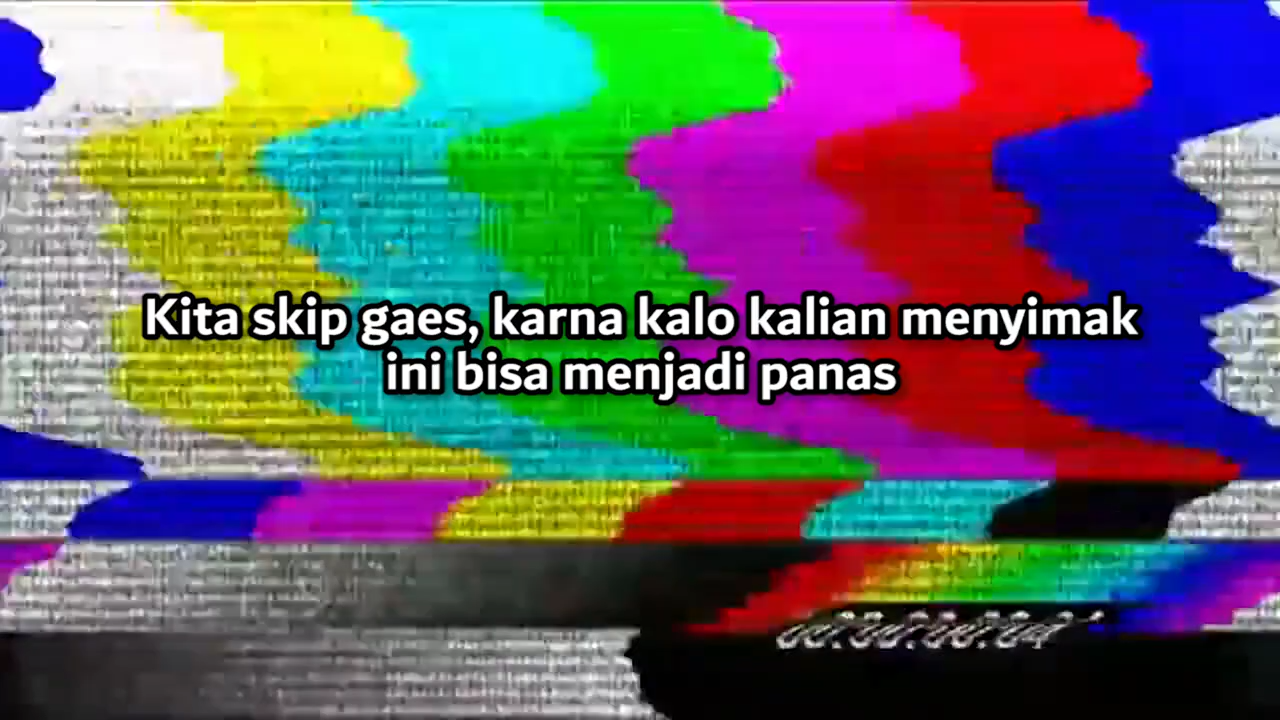 Kita skip gaes, karna kalo kalian menyimak
ini bisa menjadi panas